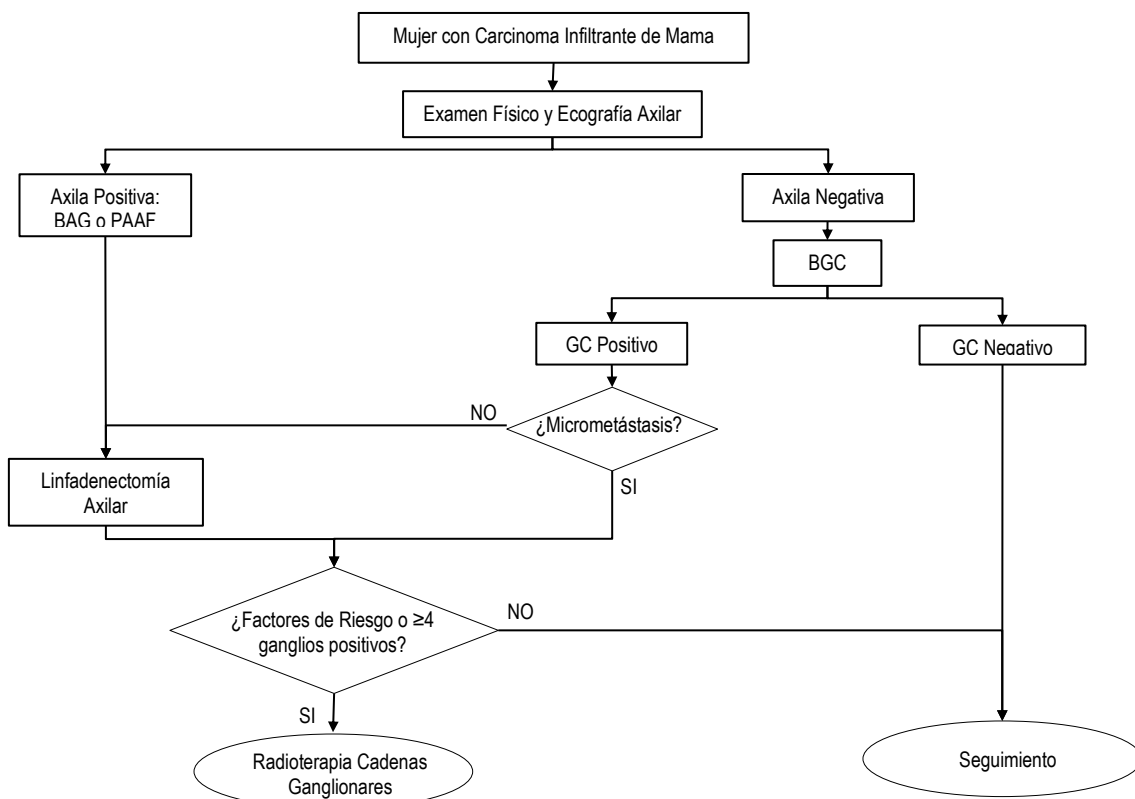 Mujer con Carcinoma Infiltrante de Mama
Examen Físico y Ecografía Axilar
Axila Positiva:
BAG o PAAF
Axila Negativa
BGC
GC Positivo
GC Negativo
NO
¿Micrometástasis?
SI
Linfadenectomía
Axilar
¿Factores de Riesgo o ≥4
ganglios positivos?
NO
SI
Radioterapia Cadenas
Ganglionares
Seguimiento